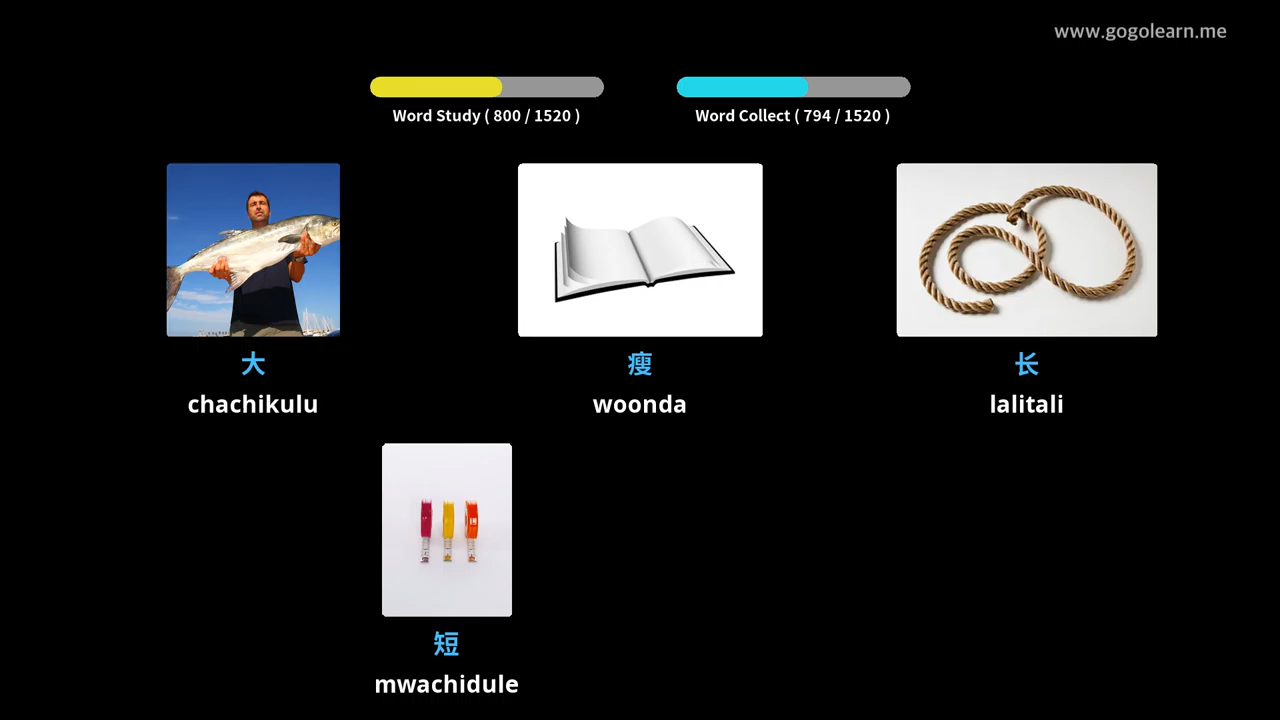 www.gogolearn.me
Word Study ( 800 / 1520 )
Word Collect ( 794 / 1520 )
大
chachikulu
瘦
woonda
长
lalitali
短
mwachidule